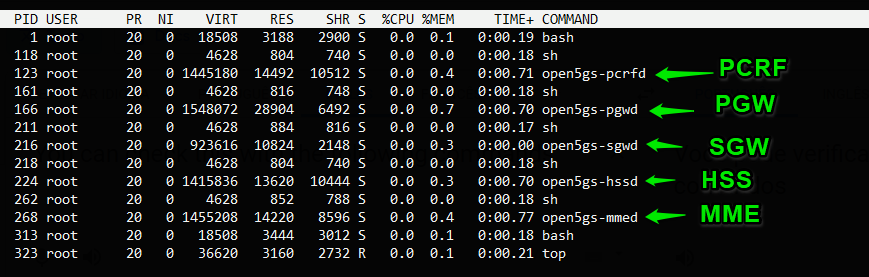 PID USER PR NI VIRT RES SHR S %CPU %MEM TIME+ COMMAND
1 root 20 0 18508 3188 2900 S 0.0 0.1 0:00.19 bash
118 root 20 0 4628 804 740 S 0.0 0.0 0:00.18 sh
123 root 20 0 1445180 14492 10512 S 0.0 0.4 0:00.71 open5gs-pcrfd PCRF
161 root 20 0 4628 816 748 S 0.0 0.0 0:00.18 sh
166 root 20 0 1548072 28904 6492 S 0.0 0.7 0:00.70 open5gs-pgwd PGW
211 root 20 0 4628 884 816 S 0.0 0.0 0:00.17 sh
216 root 20 0 923616 10824 2148 S 0.0 0.3 0:00.00 open5gs-sgwd SGW
218 root 20 0 4628 804 740 S 0.0 0.0 0:00.18 sh
224 root 20 0 1415836 13620 10444 S 0.0 0.3 0:00.70 open5gs-hssd HSS
262 root 20 0 4628 852 788 S 0.0 0.0 0:00.18 sh
268 root 20 0 1455208 14220 8596 S 0.0 0.4 0:00.77 open5gs-mmed MME
313 root 20 0 18508 3444 3012 S 0.0 0.1 0:00.18 bash
323 root 20 0 36620 3160 2732 R 0.0 0.1 0:00.21 top